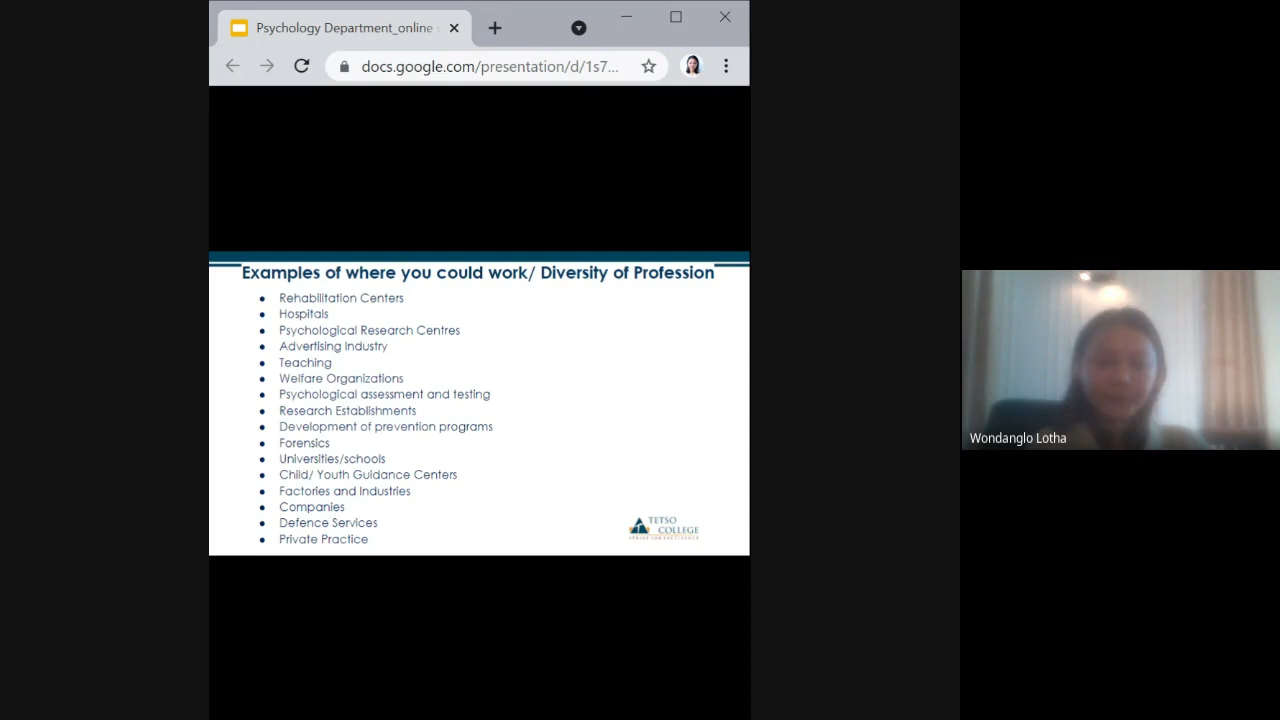 Psychology Department_online
docs.google.com/presentation/d/1s7...
Examples of where you could work/ Diversity of Profession
Rehabilitation Centers
Hospitals
Psychological Research Centres
Advertising Industry
Teaching
Welfare Organizations
Psychological assessment and testing
Research Establishments
Development of prevention programs
Forensics
Universities/schools
Child/ Youth Guidance Centers
Factories and Industries
Companies
Defence Services
Private Practice
TETSO
COLLEGE
Wondanglo Lotha